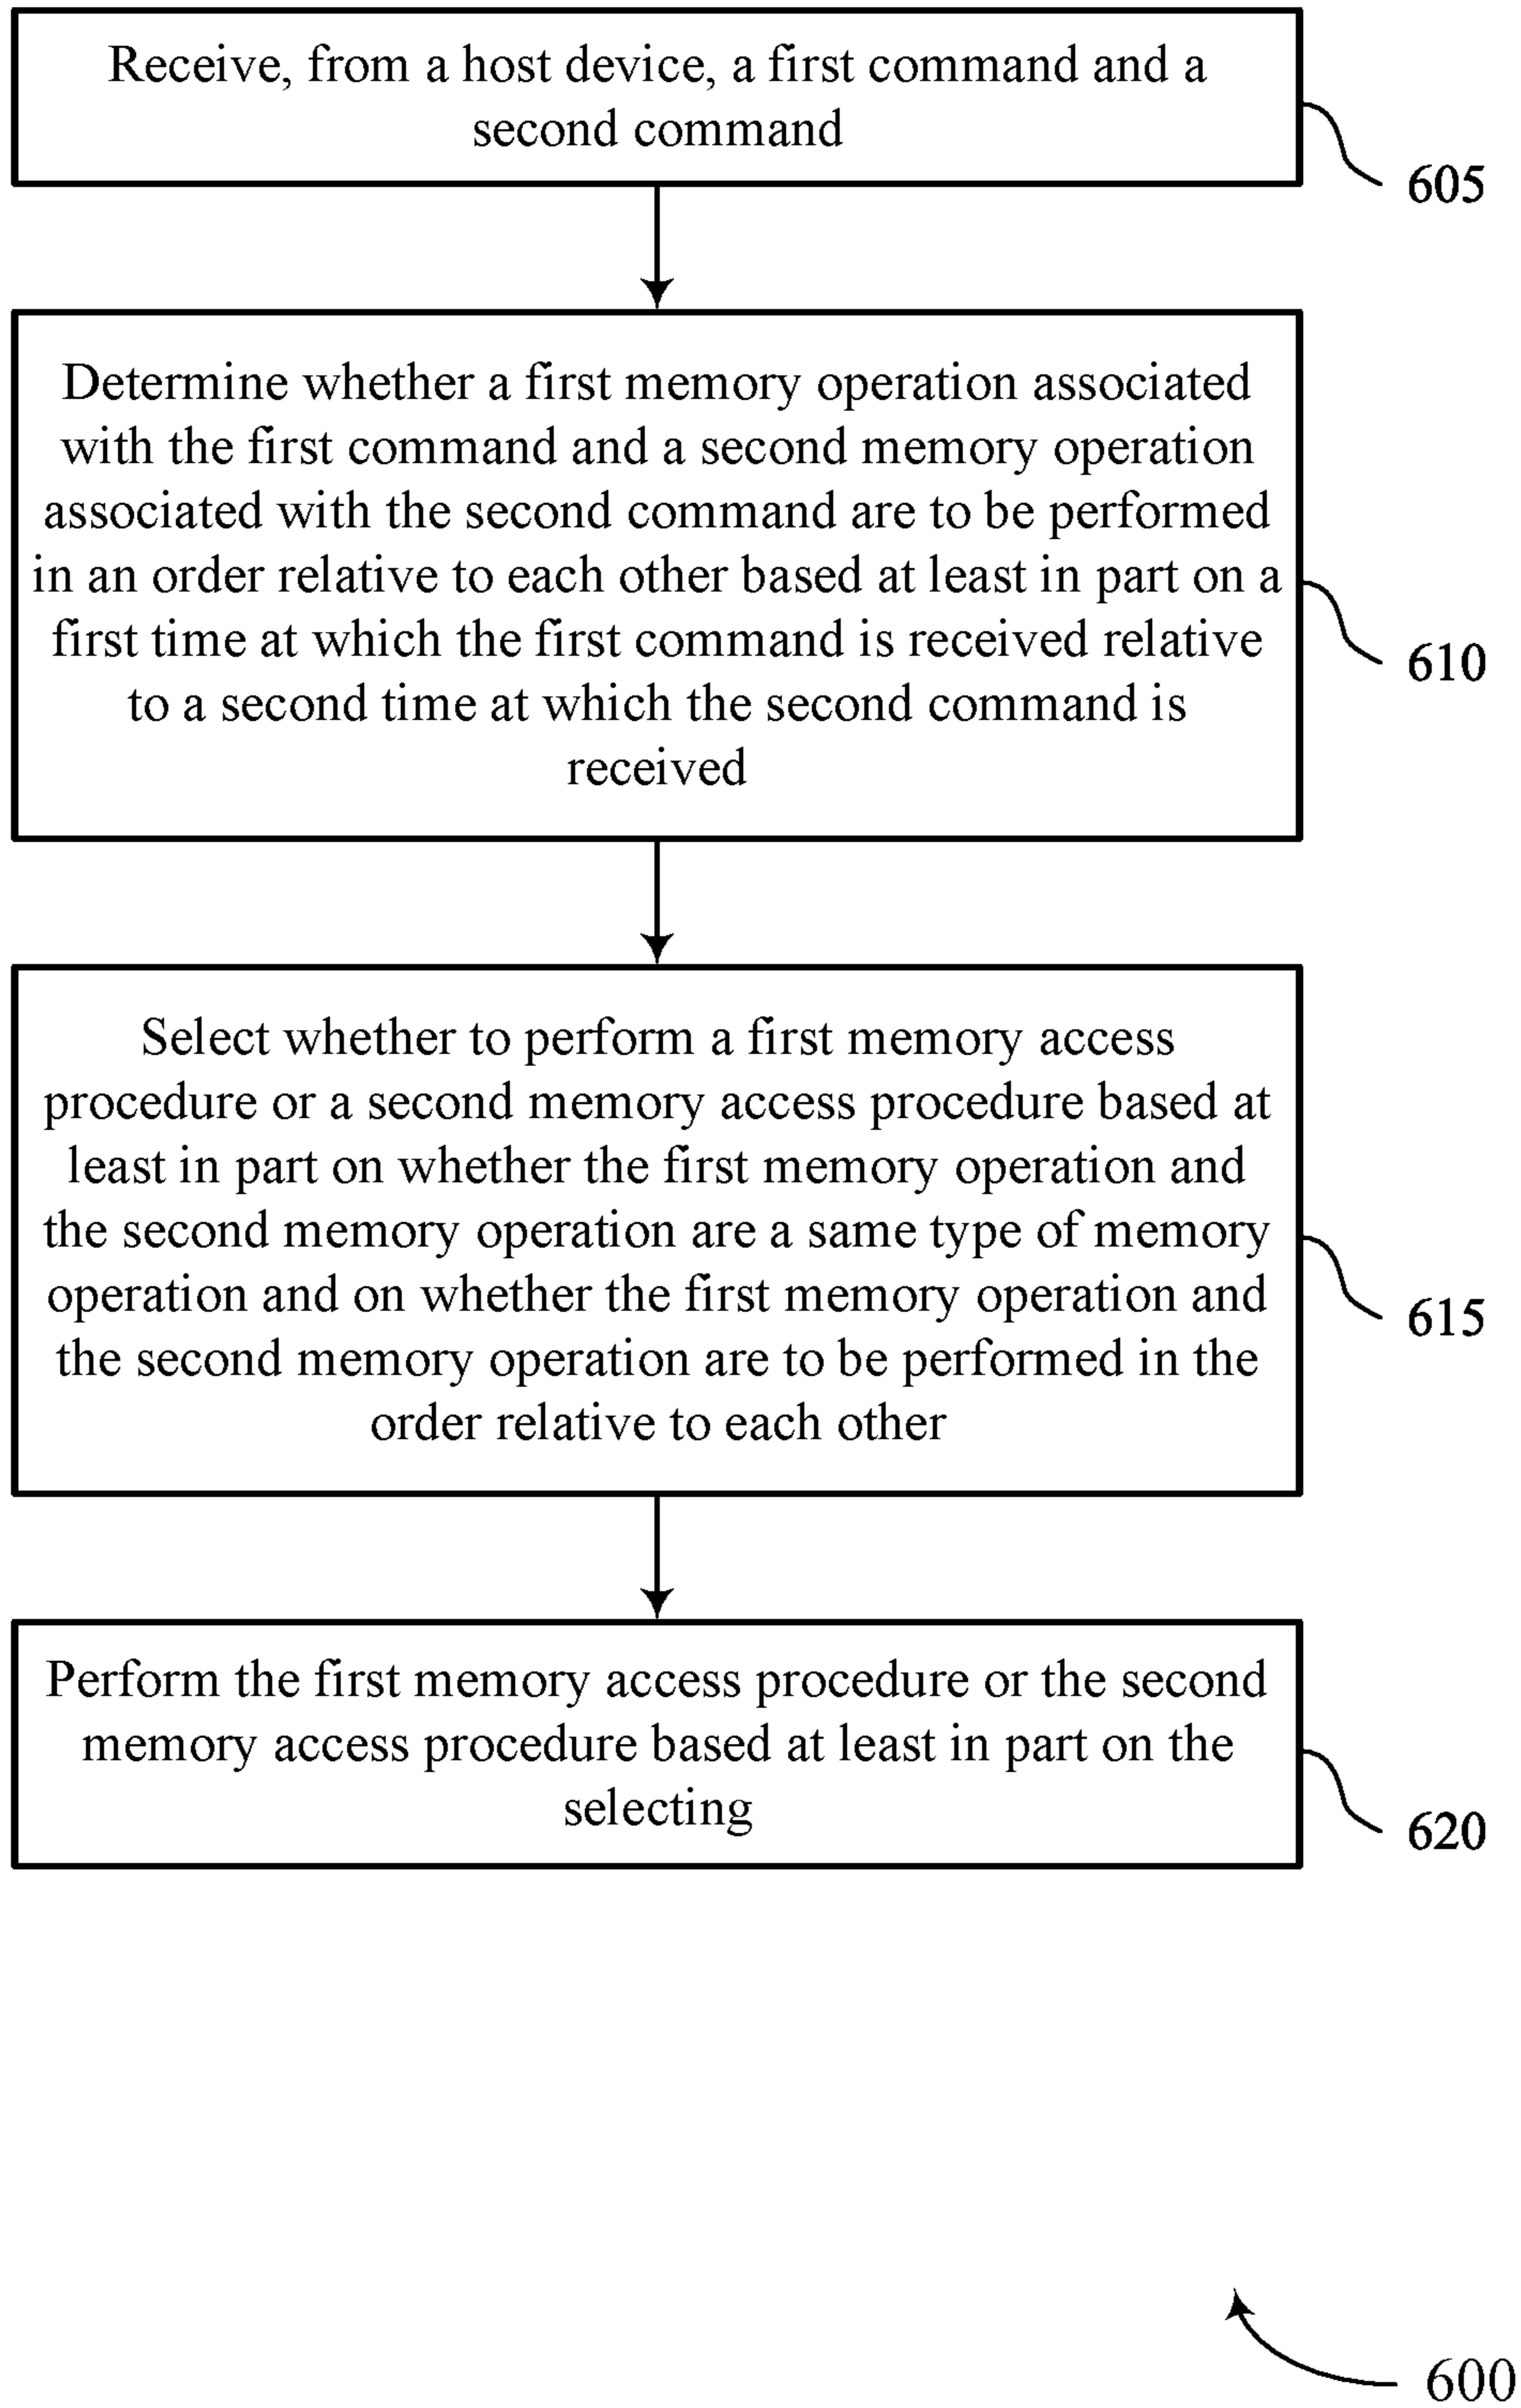 Receive, from a host device, a first command and a
second command
605
Determine whether a first memory operation associated
with the first command and a second memory operation
associated with the second command are to be performed
in an order relative to each other based at least in part on a
first time at which the first command is received relative
to a second time at which the second command is
received
610
Select whether to perform a first memory access
procedure or a second memory access procedure based at
least in part on whether the first memory operation and
the second memory operation are a same type of memory
operation and on whether the first memory operation and
the second memory operation are to be performed in the
order relative to each other
615
Perform the first memory access procedure or the second
memory access procedure based at least in part on the
selecting
620
600